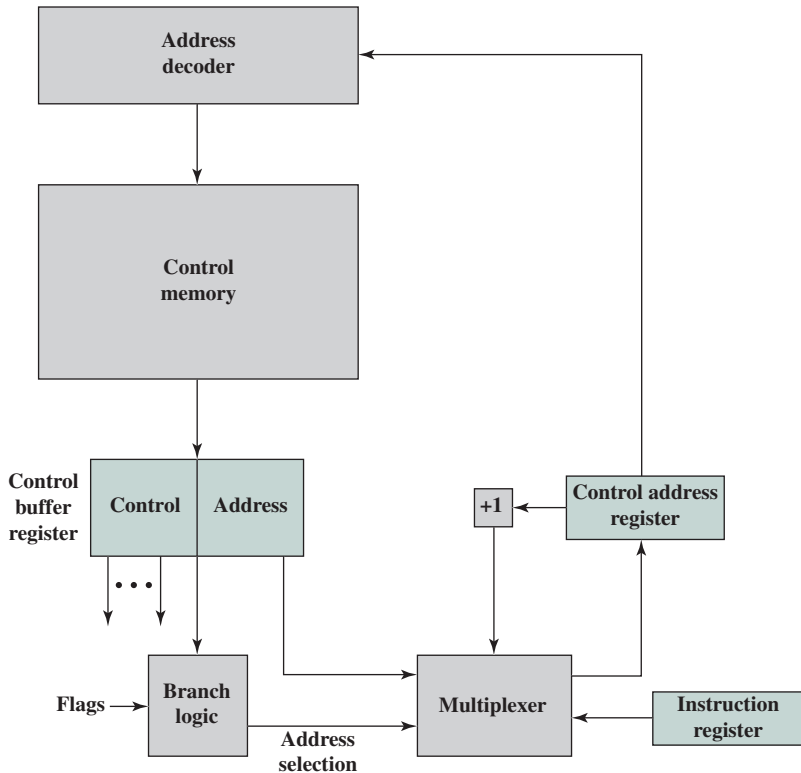 Address
decoder
Control
memory
Control
buffer
register
Control
Address
+1
Control address
register
Flags
Branch
logic
Address
selection
Multiplexer
Instruction
register